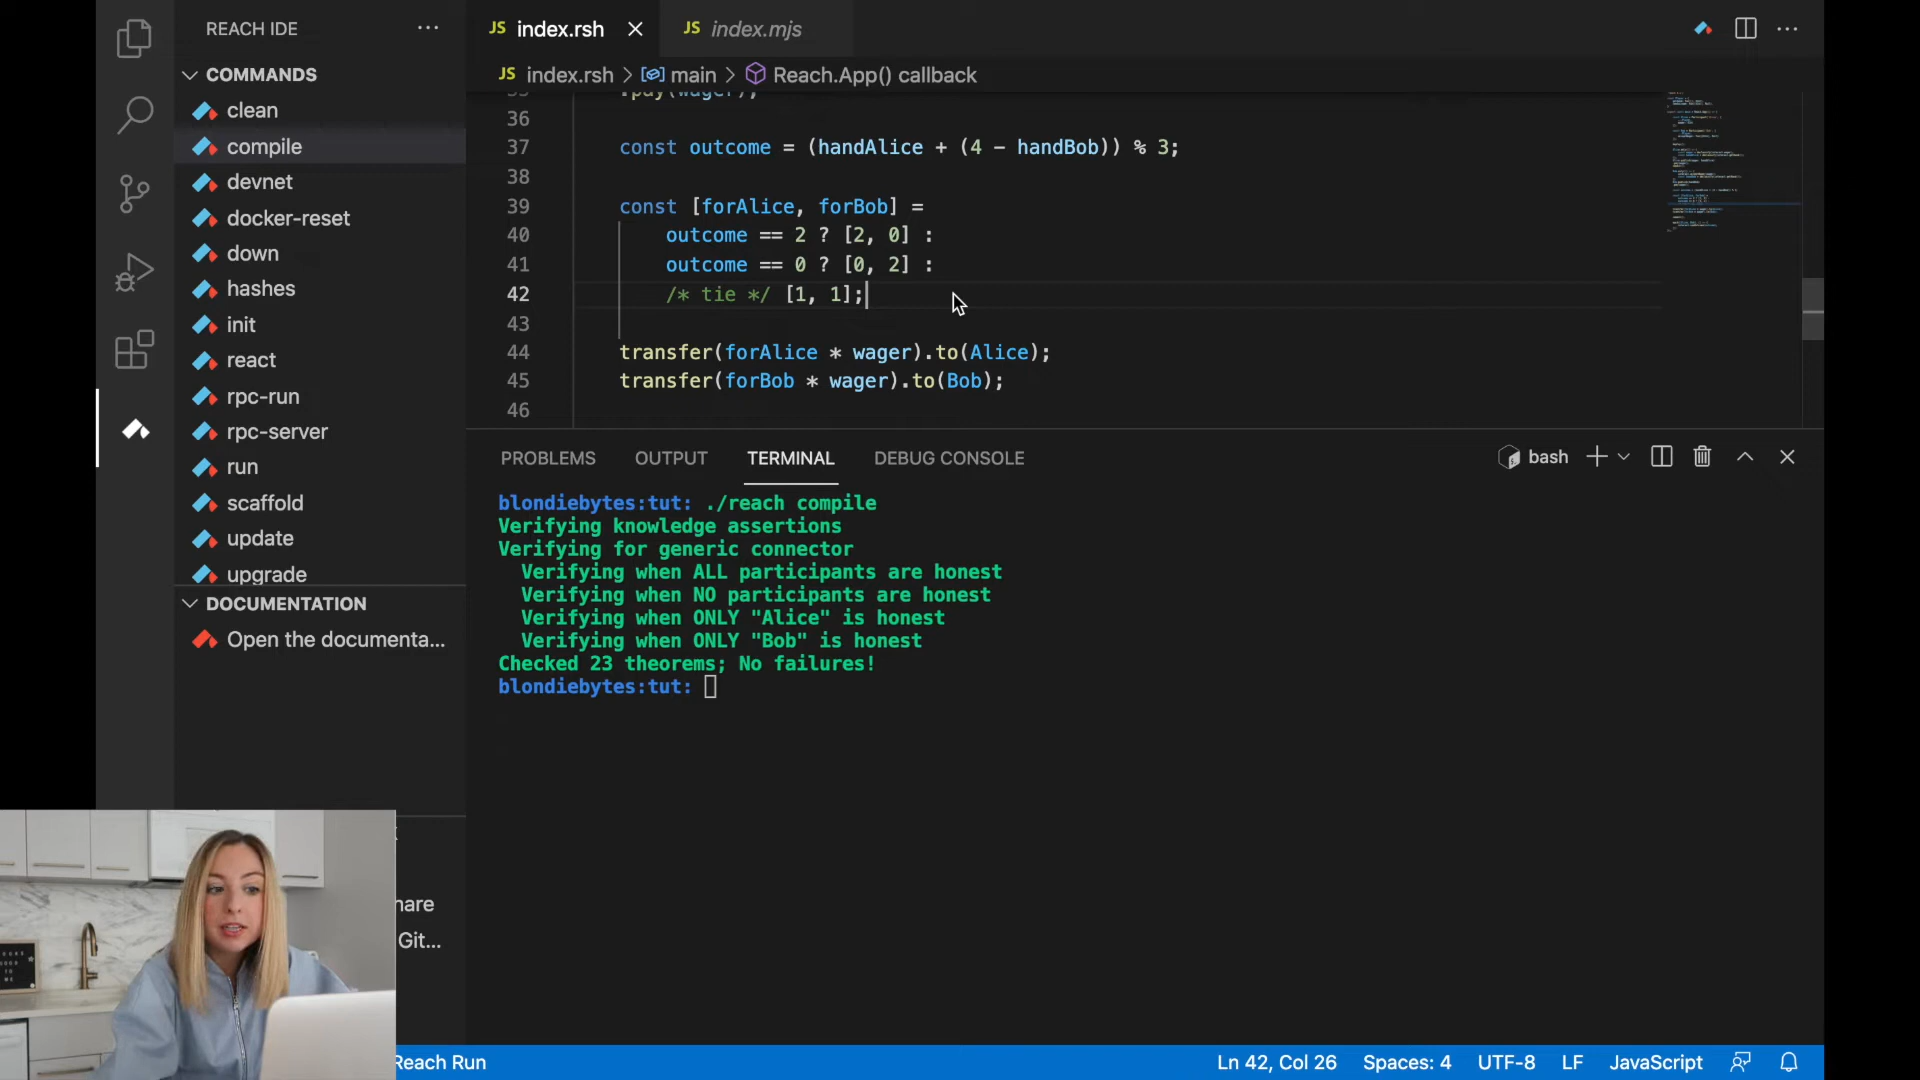 REACH IDE
COMMANDS
clean
compile
devnet
docker-reset
down
hashes
init
react
rpc-run
rpc-server
run
scaffold
update
upgrade
DOCUMENTATION
Open the documenta...
hare
Git...
JS index.rsh
JS index.mjs
JS index.rsh > main > Reach.App() callback
35 .pay(wager);
36
37 const outcome = (handAlice + (4 - handBob)) % 3;
38
39 const [forAlice, forBob] =
40 outcome == 2 ? [2, 0] :
41 outcome == 0 ? [0, 2] :
42 /* tie */ [1, 1];
43
44 transfer(forAlice * wager).to(Alice);
45 transfer(forBob * wager).to(Bob);
46
PROBLEMS OUTPUT TERMINAL DEBUG CONSOLE bash
blondiebytes:tut: ./reach compile
Verifying knowledge assertions
Verifying for generic connector
Verifying when ALL participants are honest
Verifying when NO participants are honest
Verifying when ONLY "Alice" is honest
Verifying when ONLY "Bob" is honest
Checked 23 theorems; No failures!
blondiebytes:tut:
Reach Run Ln 42, Col 26 Spaces: 4 UTF-8 LF JavaScript